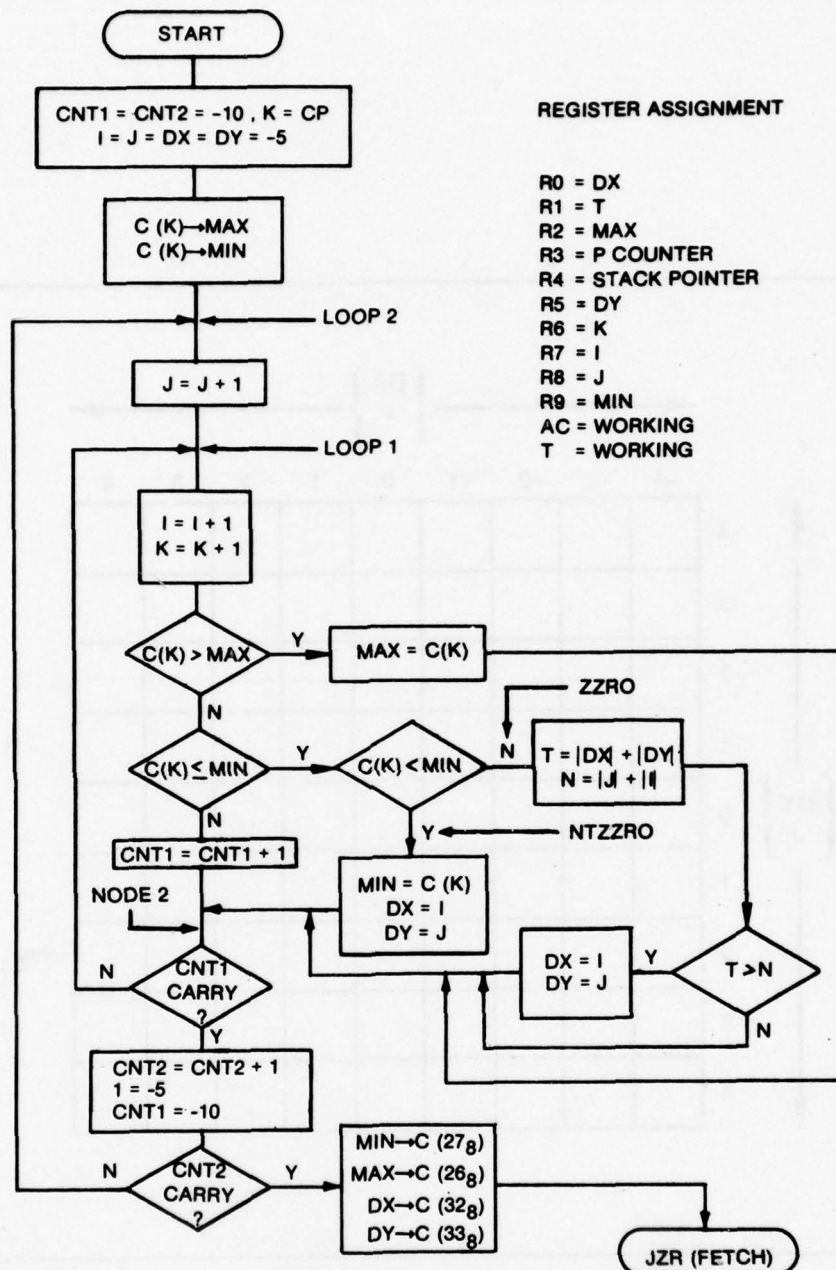 START
CNT1 = CNT2 = -10 , K = CP
I = J = DX = DY = -5
C (K)→MAX
C (K)→MIN
LOOP 2
J = J + 1
LOOP 1
I = I + 1
K = K + 1
C(K) > MAX
Y
MAX = C(K)
N
C(K) ≤ MIN
Y
C(K) < MIN
N
ZZRO
T = |DX| + |DY|
N = |J| + |I|
N
CNT1 = CNT1 + 1
Y
NTZZRO
NODE 2
MIN = C (K)
DX = I
DY = J
N
CNT1
CARRY
?
Y
DX = I
DY = J
Y
T > N
N
CNT2 = CNT2 + 1
1 = -5
CNT1 = -10
N
CNT2
CARRY
?
Y
MIN→C (27₈)
MAX→C (26₈)
DX→C (32₈)
DY→C (33₈)
JZR (FETCH)
REGISTER ASSIGNMENT
R0 = DX
R1 = T
R2 = MAX
R3 = P COUNTER
R4 = STACK POINTER
R5 = DY
R6 = K
R7 = I
R8 = J
R9 = MIN
AC = WORKING
T = WORKING